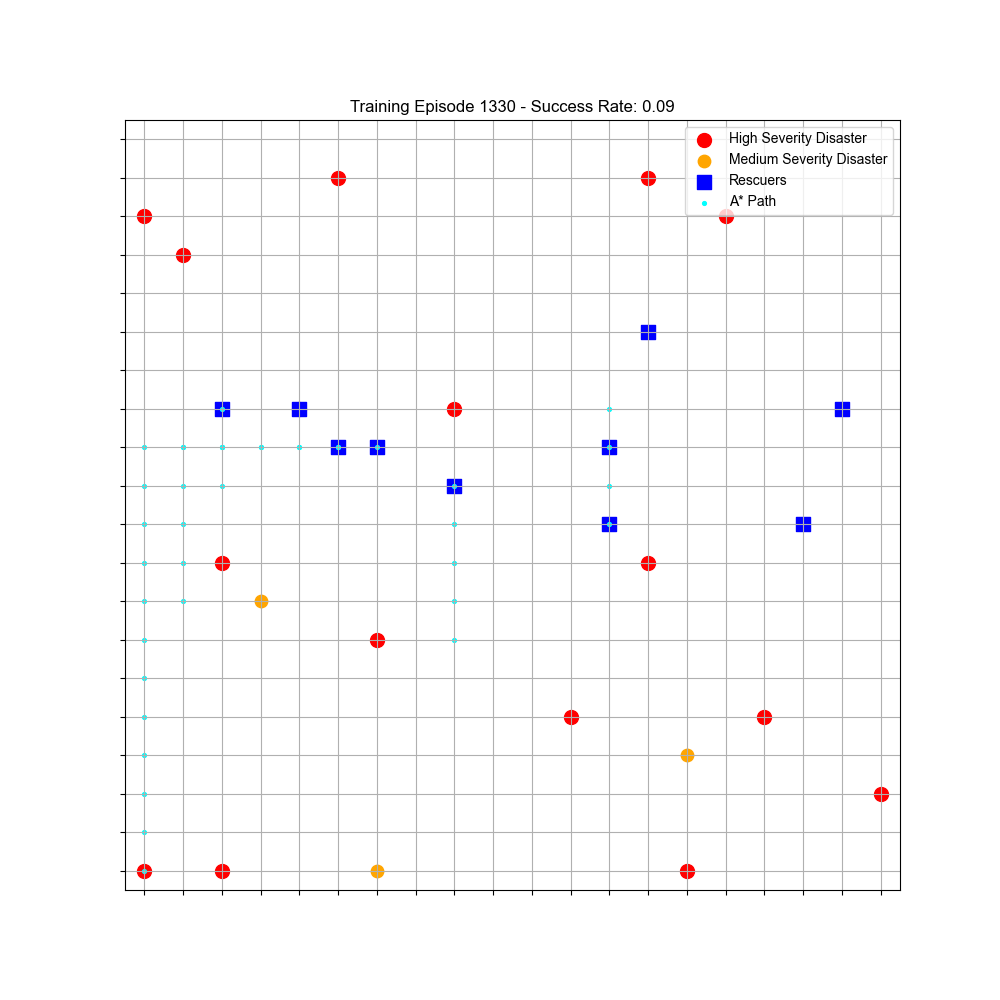 Training Episode 1330 - Success Rate: 0.09
High Severity Disaster
Medium Severity Disaster
Rescuers
A* Path